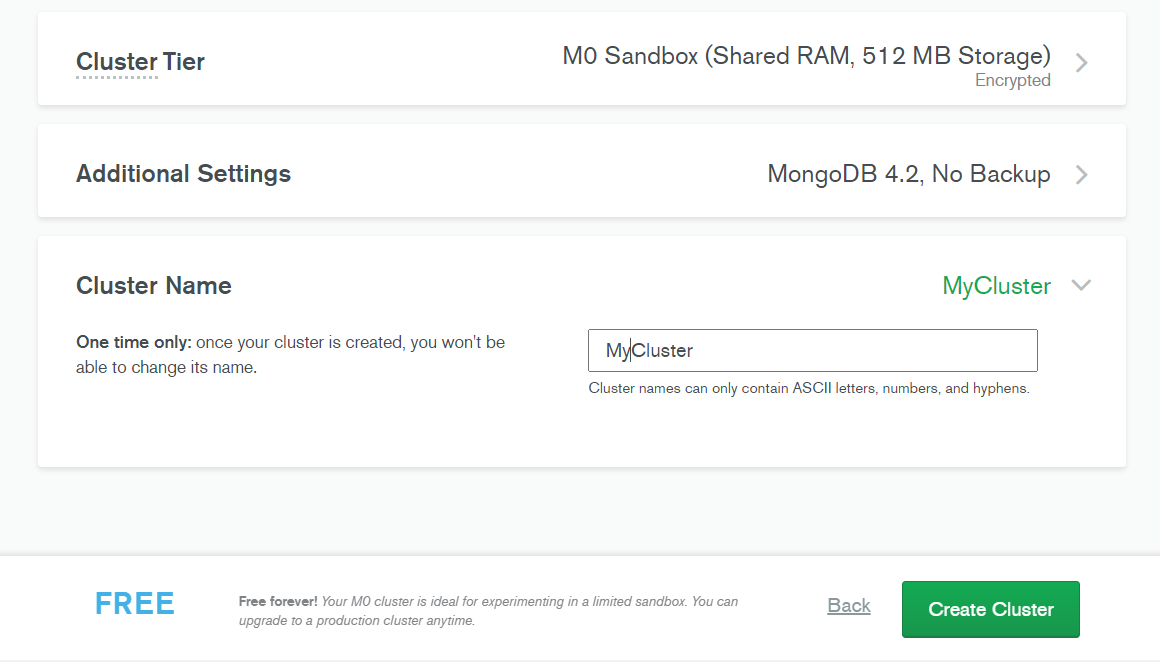 Cluster Tier
M0 Sandbox (Shared RAM, 512 MB Storage)
Encrypted
Additional Settings
MongoDB 4.2, No Backup
Cluster Name
MyCluster
One time only: once your cluster is created, you won't be
able to change its name.
MyCluster
Cluster names can only contain ASCII letters, numbers, and hyphens.
FREE
Free forever! Your M0 cluster is ideal for experimenting in a limited sandbox. You can
upgrade to a production cluster anytime.
Back
Create Cluster